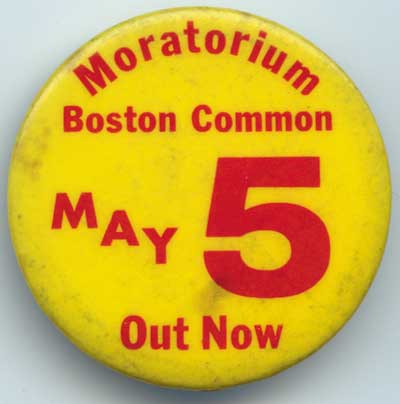 Moratorium
Boston Common
MAY 5
Out Now